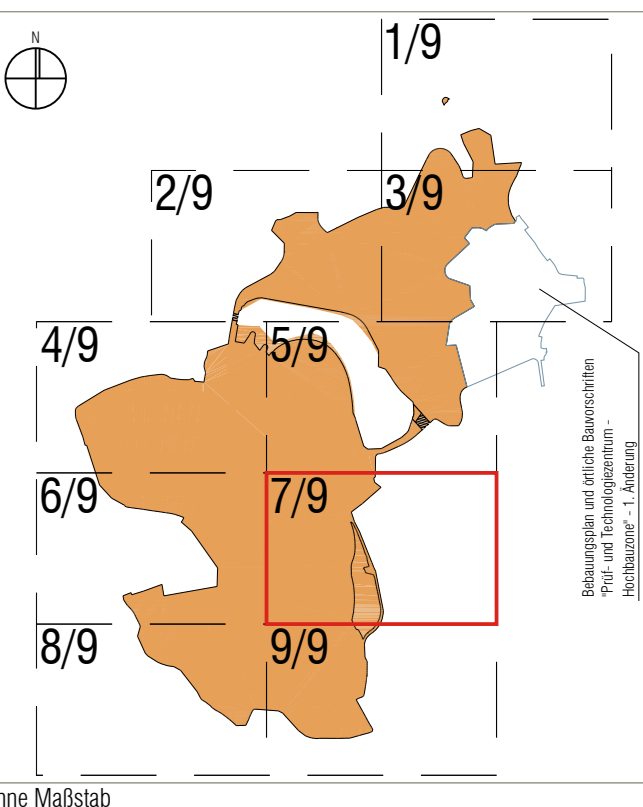 N
1/9
2/9
3/9
4/9
5/9
6/9
7/9
8/9
9/9
Bebauungsplan und örtliche Bauvorschriften
"Prüf- und Technologiezentrum -
Hochbauzone" - 1. Änderung
Maßstab